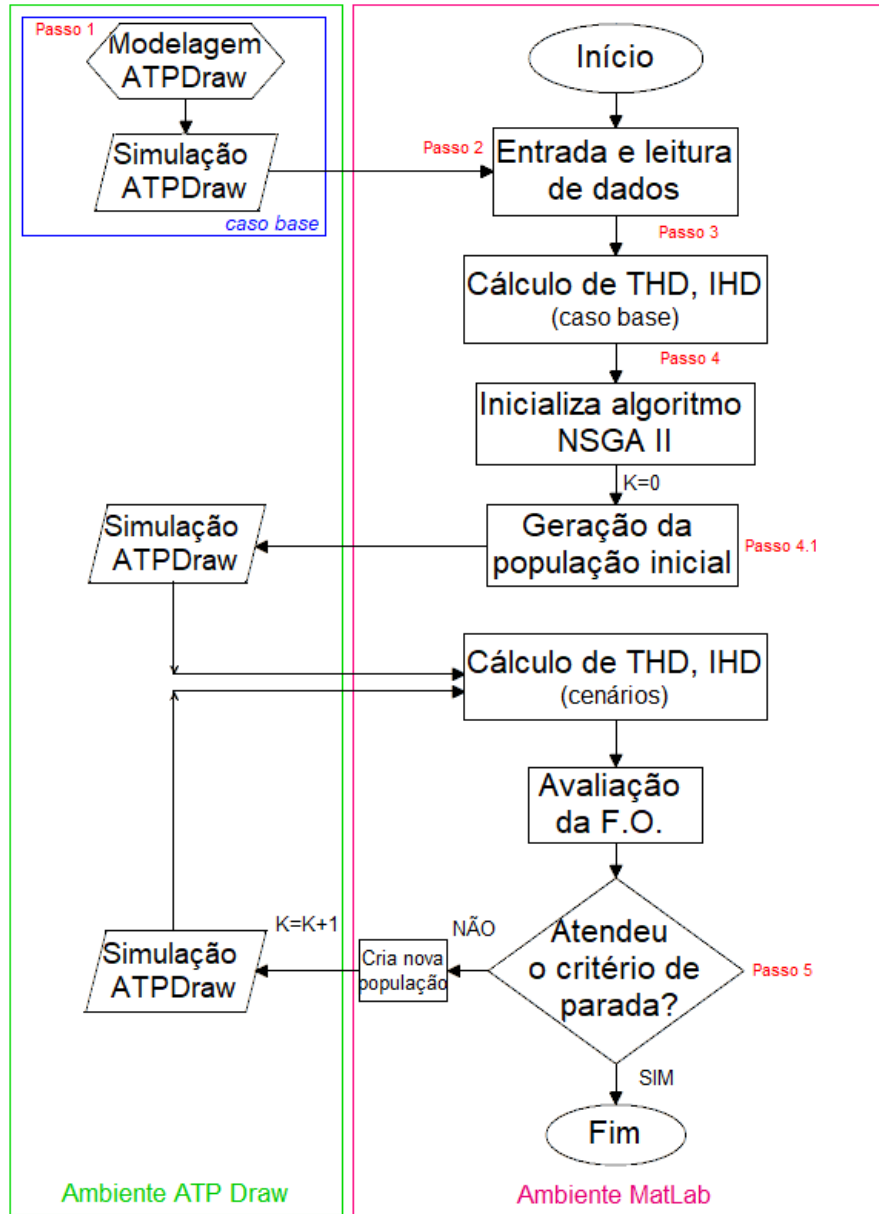 Passo 1
Modelagem
ATPDraw
Simulação
ATPDraw
caso base
Início
Passo 2
Entrada e leitura
de dados
Passo 3
Cálculo de THD, IHD
(caso base)
Passo 4
Inicializa algoritmo
NSGA II
K=0
Geração da
população inicial
Passo 4.1
Simulação
ATPDraw
Cálculo de THD, IHD
(cenários)
Avaliação
da F.O.
Atendeu
o critério de
parada?
Passo 5
NÃO
Cria nova
população
K=K+1
Simulação
ATPDraw
SIM
Fim
Ambiente ATP Draw
Ambiente MatLab